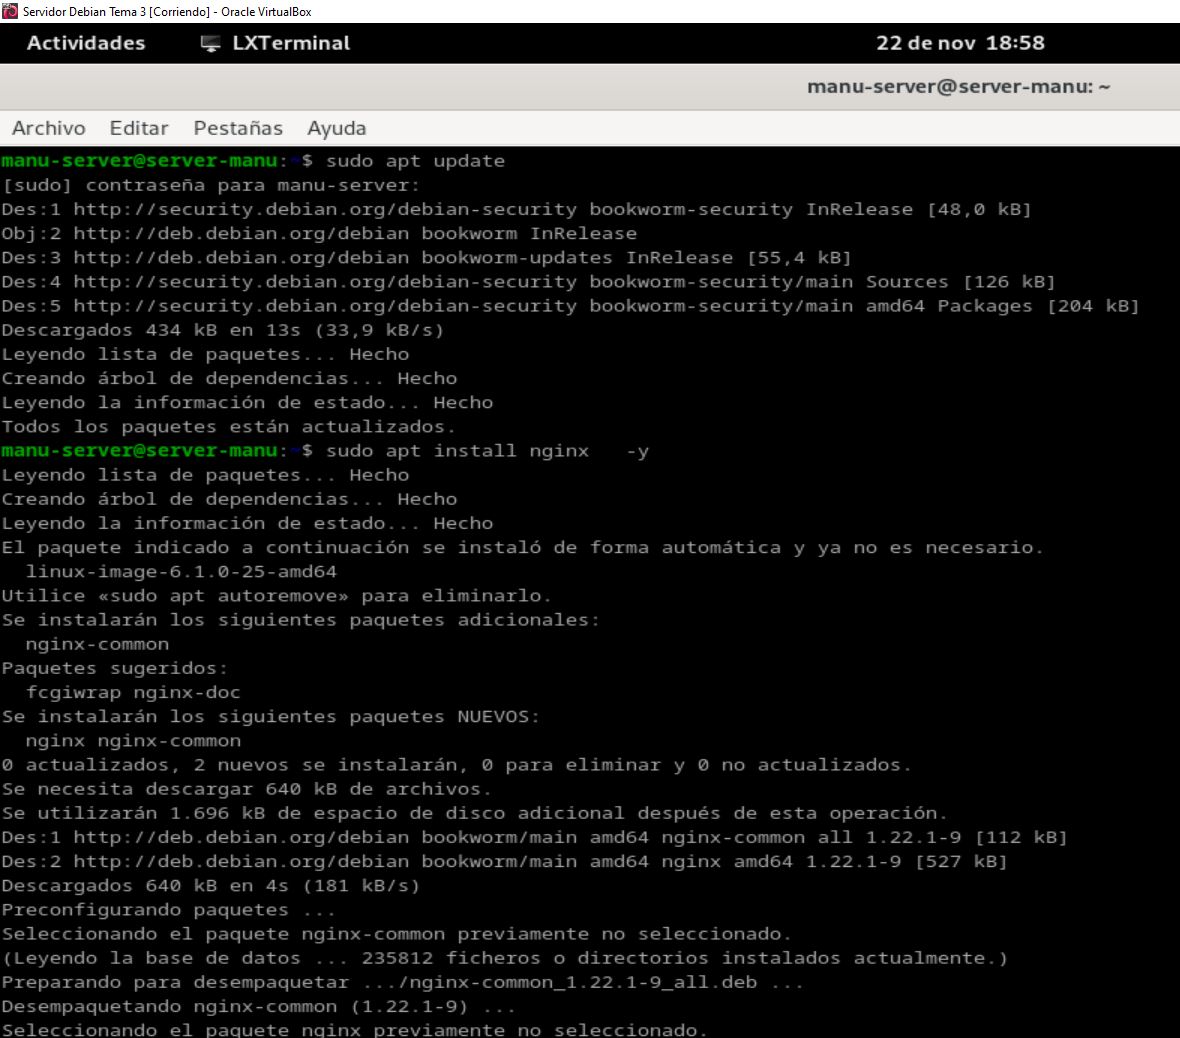 Servidor Debian Tema 3 [Corriendo] - Oracle VirtualBox
Actividades LXTerminal 22 de nov 18:58
manu-server@server-manu: ~
Archivo Editar Pestañas Ayuda
manu-server@server-manu:~$ sudo apt update
[sudo] contraseña para manu-server:
Des:1 http://security.debian.org/debian-security bookworm-security InRelease [48,0 kB]
Obj:2 http://deb.debian.org/debian bookworm InRelease
Des:3 http://deb.debian.org/debian bookworm-updates InRelease [55,4 kB]
Des:4 http://security.debian.org/debian-security bookworm-security/main Sources [126 kB]
Des:5 http://security.debian.org/debian-security bookworm-security/main amd64 Packages [204 kB]
Descargados 434 kB en 13s (33,9 kB/s)
Leyendo lista de paquetes... Hecho
Creando árbol de dependencias... Hecho
Leyendo la información de estado... Hecho
Todos los paquetes están actualizados.
manu-server@server-manu:~$ sudo apt install nginx   -y
Leyendo lista de paquetes... Hecho
Creando árbol de dependencias... Hecho
Leyendo la información de estado... Hecho
El paquete indicado a continuación se instaló de forma automática y ya no es necesario.
  linux-image-6.1.0-25-amd64
Utilice «sudo apt autoremove» para eliminarlo.
Se instalarán los siguientes paquetes adicionales:
  nginx-common
Paquetes sugeridos:
  fcgiwrap nginx-doc
Se instalarán los siguientes paquetes NUEVOS:
  nginx nginx-common
0 actualizados, 2 nuevos se instalarán, 0 para eliminar y 0 no actualizados.
Se necesita descargar 640 kB de archivos.
Se utilizarán 1.696 kB de espacio de disco adicional después de esta operación.
Des:1 http://deb.debian.org/debian bookworm/main amd64 nginx-common all 1.22.1-9 [112 kB]
Des:2 http://deb.debian.org/debian bookworm/main amd64 nginx amd64 1.22.1-9 [527 kB]
Descargados 640 kB en 4s (181 kB/s)
Preconfigurando paquetes ...
Seleccionando el paquete nginx-common previamente no seleccionado.
(Leyendo la base de datos ... 235812 ficheros o directorios instalados actualmente.)
Preparando para desempaquetar .../nginx-common_1.22.1-9_all.deb ...
Desempaquetando nginx-common (1.22.1-9) ...
Seleccionando el paquete nginx previamente no seleccionado.